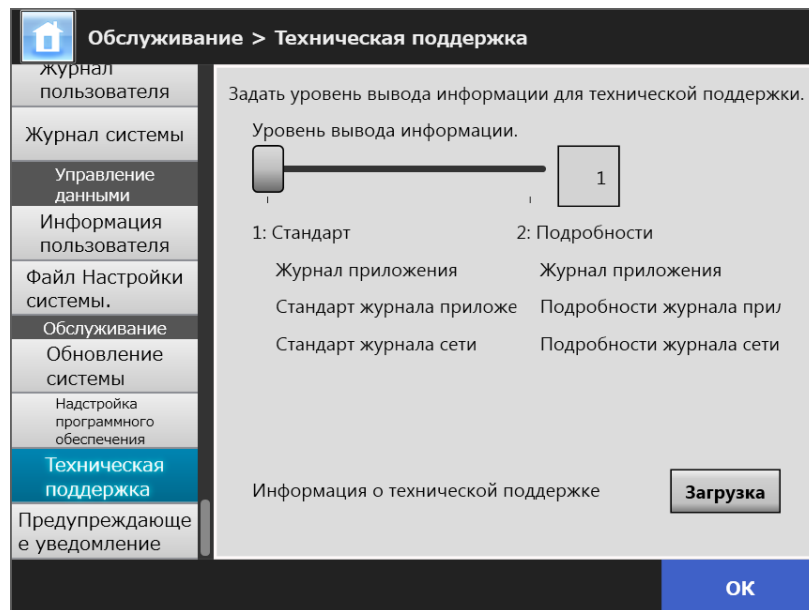 Обслуживание > Техническая поддержка
Журнал
пользователя
Журнал системы
Управление
данными
Информация
пользователя
Файл Настройки
системы.
Обслуживание
Обновление
системы
Надстройка
программного
обеспечения
Техническая
поддержка
Предупреждающе
е уведомление
Задать уровень вывода информации для технической поддержки.
Уровень вывода информации.
1
1: Стандарт 2: Подробности
Журнал приложения Журнал приложения
Стандарт журнала приложе Подробности журнала прил
Стандарт журнала сети Подробности журнала сети
Информация о технической поддержке Загрузка
ОК